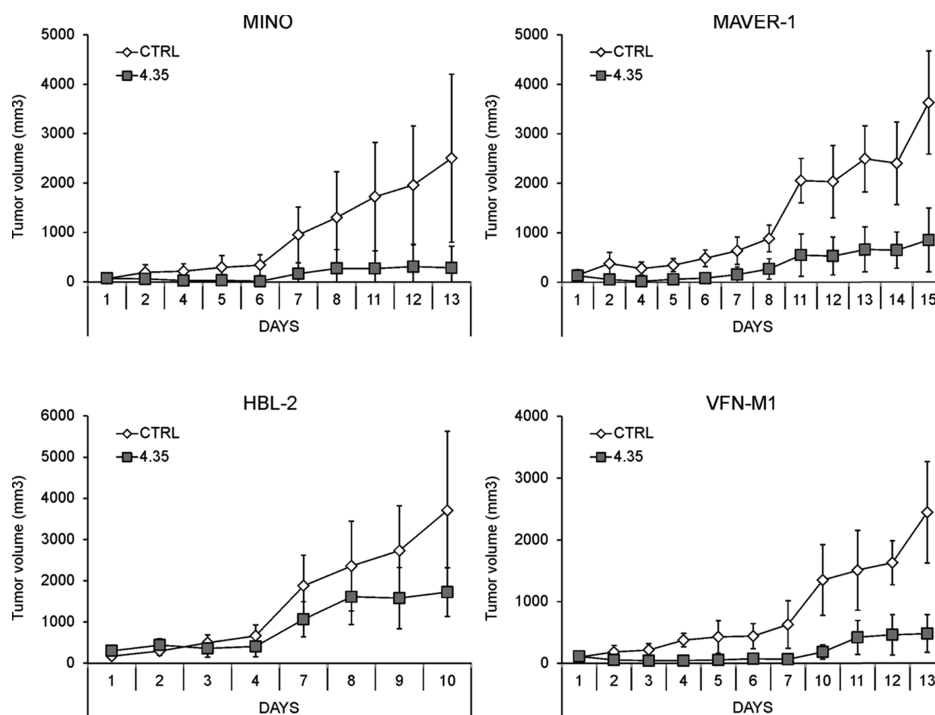 MINO
5000
4000
3000
2000
1000
0
Tumor volume (mm3)
CTRL
4.35
1 2 4 5 6 7 8 11 12 13
DAYS
MAVER-1
5000
4000
3000
2000
1000
0
Tumor volume (mm3)
CTRL
4.35
1 2 4 5 6 7 8 11 12 13 14 15
DAYS
HBL-2
6000
5000
4000
3000
2000
1000
0
Tumor volume (mm3)
CTRL
4.35
1 2 3 4 7 8 9 10
DAYS
VFN-M1
4000
3000
2000
1000
0
Tumor volume (mm3)
CTRL
4.35
1 2 3 4 5 6 7 10 11 12 13
DAYS